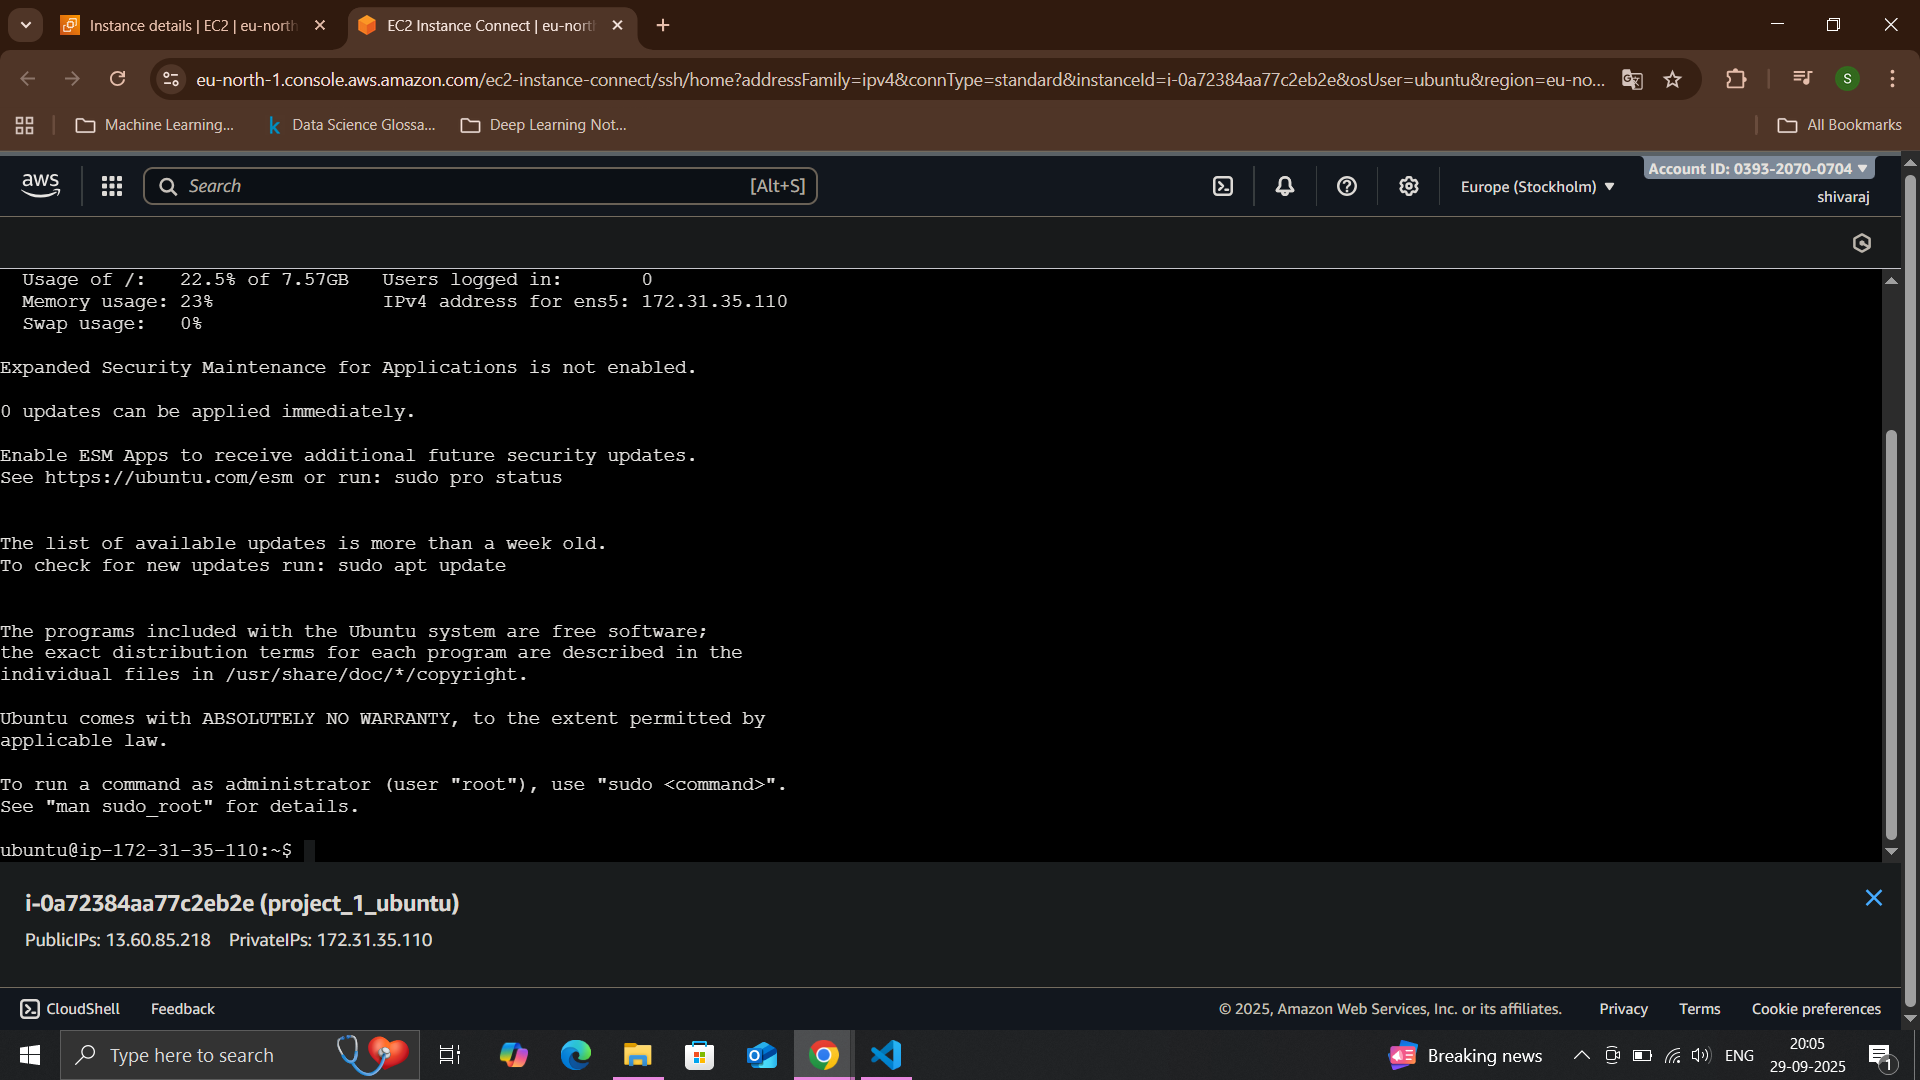 Instance details | EC2 | eu-north
EC2 Instance Connect | eu-nort
eu-north-1.console.aws.amazon.com/ec2-instance-connect/ssh/home?addressFamily=ipv4&connType=standard&instanceId=i-0a72384aa77c2eb2e&osUser=ubuntu&region=eu-no...
S
Machine Learning...
k Data Science Glossa...
Deep Learning Not...
All Bookmarks
aws
Search [Alt+S]
Europe (Stockholm)
Account ID: 0393-2070-0704
shivaraj
Usage of /: 22.5% of 7.57GB Users logged in: 0
Memory usage: 23% IPv4 address for ens5: 172.31.35.110
Swap usage: 0%
Expanded Security Maintenance for Applications is not enabled.
0 updates can be applied immediately.
Enable ESM Apps to receive additional future security updates.
See https://ubuntu.com/esm or run: sudo pro status
The list of available updates is more than a week old.
To check for new updates run: sudo apt update
The programs included with the Ubuntu system are free software;
the exact distribution terms for each program are described in the
individual files in /usr/share/doc/*/copyright.
Ubuntu comes with ABSOLUTELY NO WARRANTY, to the extent permitted by
applicable law.
To run a command as administrator (user "root"), use "sudo <command>".
See "man sudo_root" for details.
ubuntu@ip-172-31-35-110:~$
i-0a72384aa77c2eb2e (project_1_ubuntu)
PublicIPs: 13.60.85.218 PrivateIPs: 172.31.35.110
CloudShell Feedback
© 2025, Amazon Web Services, Inc. or its affiliates. Privacy Terms Cookie preferences
Type here to search
Breaking news
ENG
20:05
29-09-2025
1